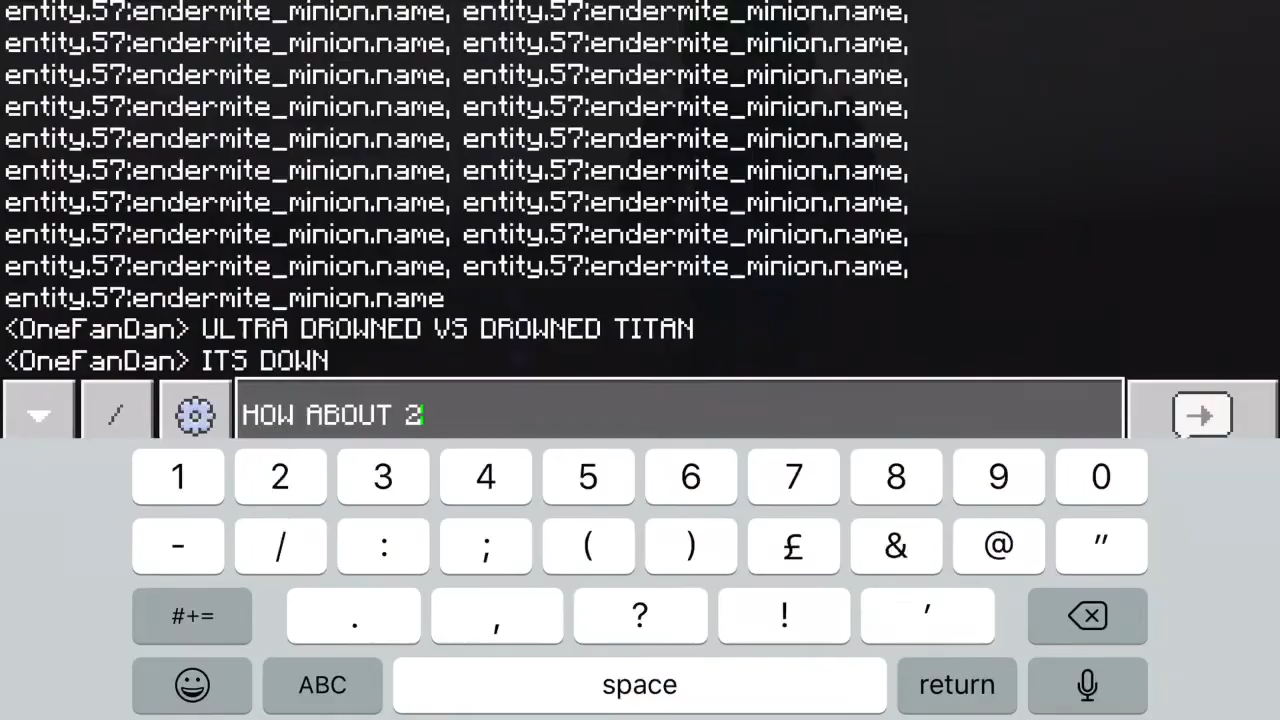 entity.57:endermite_minion.name, entity.57:endermite_minion.name,
entity.57:endermite_minion.name, entity.57:endermite_minion.name,
entity.57:endermite_minion.name, entity.57:endermite_minion.name,
entity.57:endermite_minion.name, entity.57:endermite_minion.name,
entity.57:endermite_minion.name, entity.57:endermite_minion.name,
entity.57:endermite_minion.name, entity.57:endermite_minion.name,
entity.57:endermite_minion.name, entity.57:endermite_minion.name,
entity.57:endermite_minion.name, entity.57:endermite_minion.name,
entity.57:endermite_minion.name, entity.57:endermite_minion.name,
entity.57:endermite_minion.name
<OneFanDan> ULTRA DROWNED VS DROWNED TITAN
<OneFanDan> ITS DOWN
/ HOW ABOUT 2
1 2 3 4 5 6 7 8 9 0
- / : ; ( ) £ & @ "
#+= . , ? ! '
ABC space return